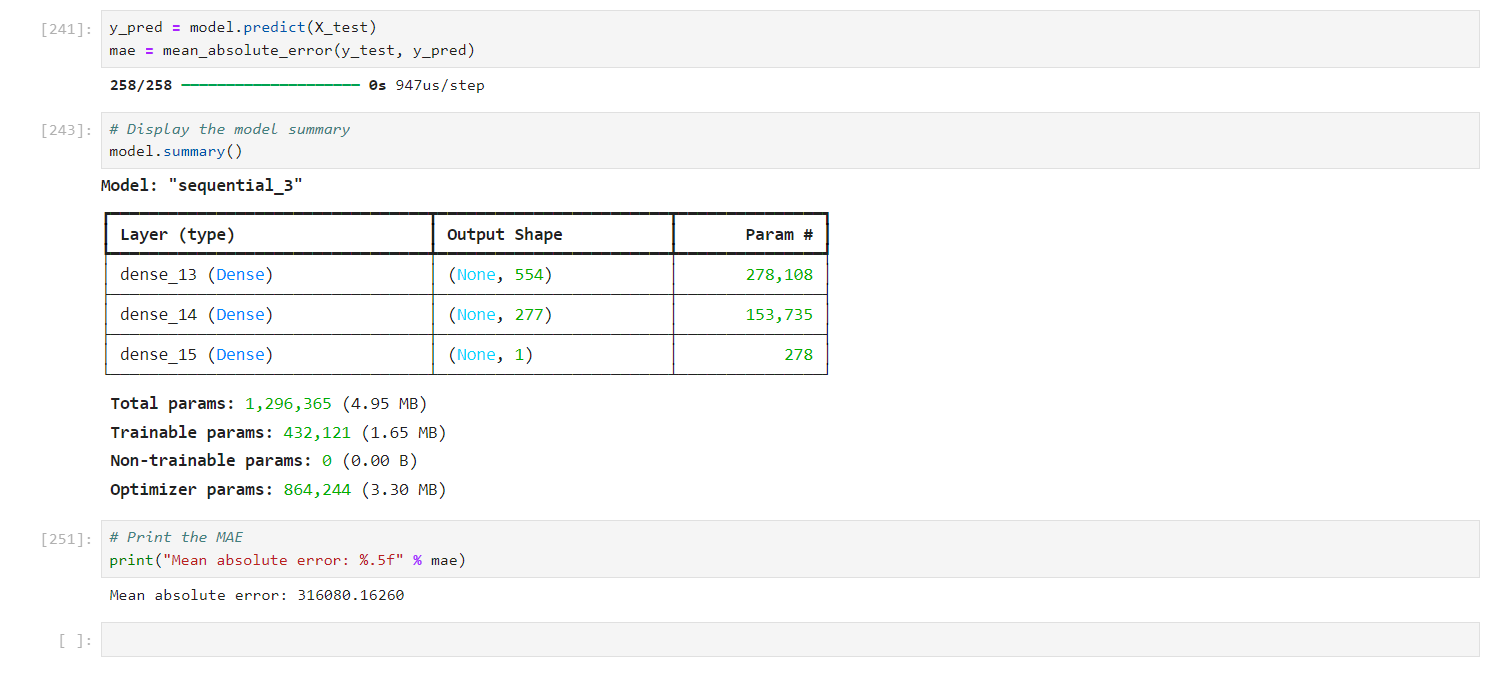 [241]: y_pred = model.predict(X_test)
mae = mean_absolute_error(y_test, y_pred)
258/258 ━━━━━━━━━━━━━━━━━━━━ 0s 947us/step
[243]: # Display the model summary
model.summary()
Model: "sequential_3"
Layer (type) Output Shape Param #
dense_13 (Dense) (None, 554) 278,108
dense_14 (Dense) (None, 277) 153,735
dense_15 (Dense) (None, 1) 278
Total params: 1,296,365 (4.95 MB)
Trainable params: 432,121 (1.65 MB)
Non-trainable params: 0 (0.00 B)
Optimizer params: 864,244 (3.30 MB)
[251]: # Print the MAE
print("Mean absolute error: %.5f" % mae)
Mean absolute error: 316080.16260
[ ]: